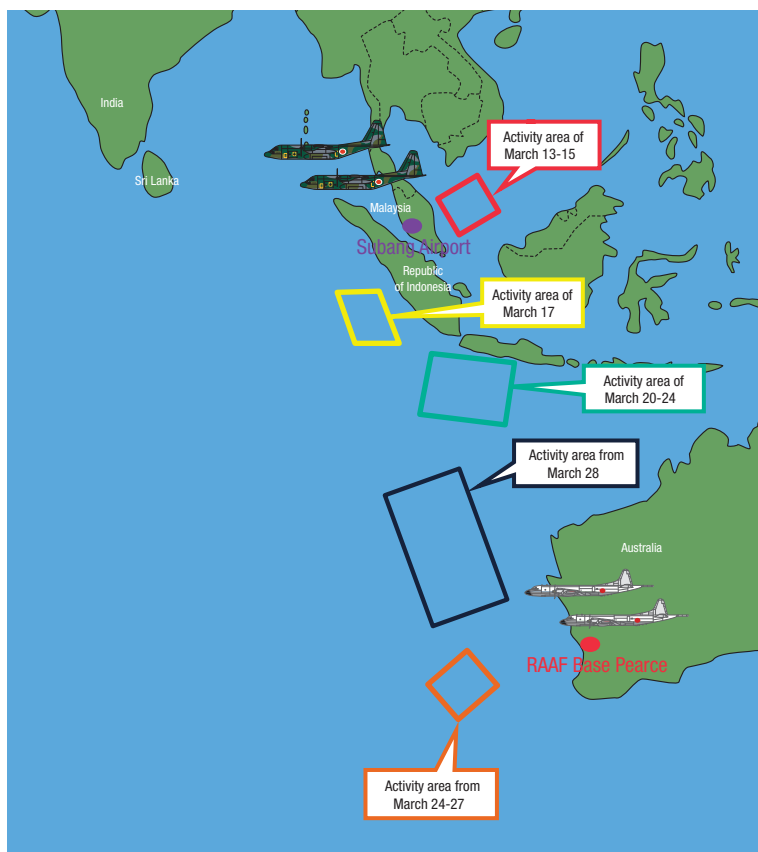 India
Sri Lanka
Activity area of
March 13-15
Malaysia
Subang Airport
Republic
of Indonesia
Activity area of
March 17
Activity area of
March 20-24
Activity area from
March 28
Australia
RAAF Base Pearce
Activity area from
March 24-27